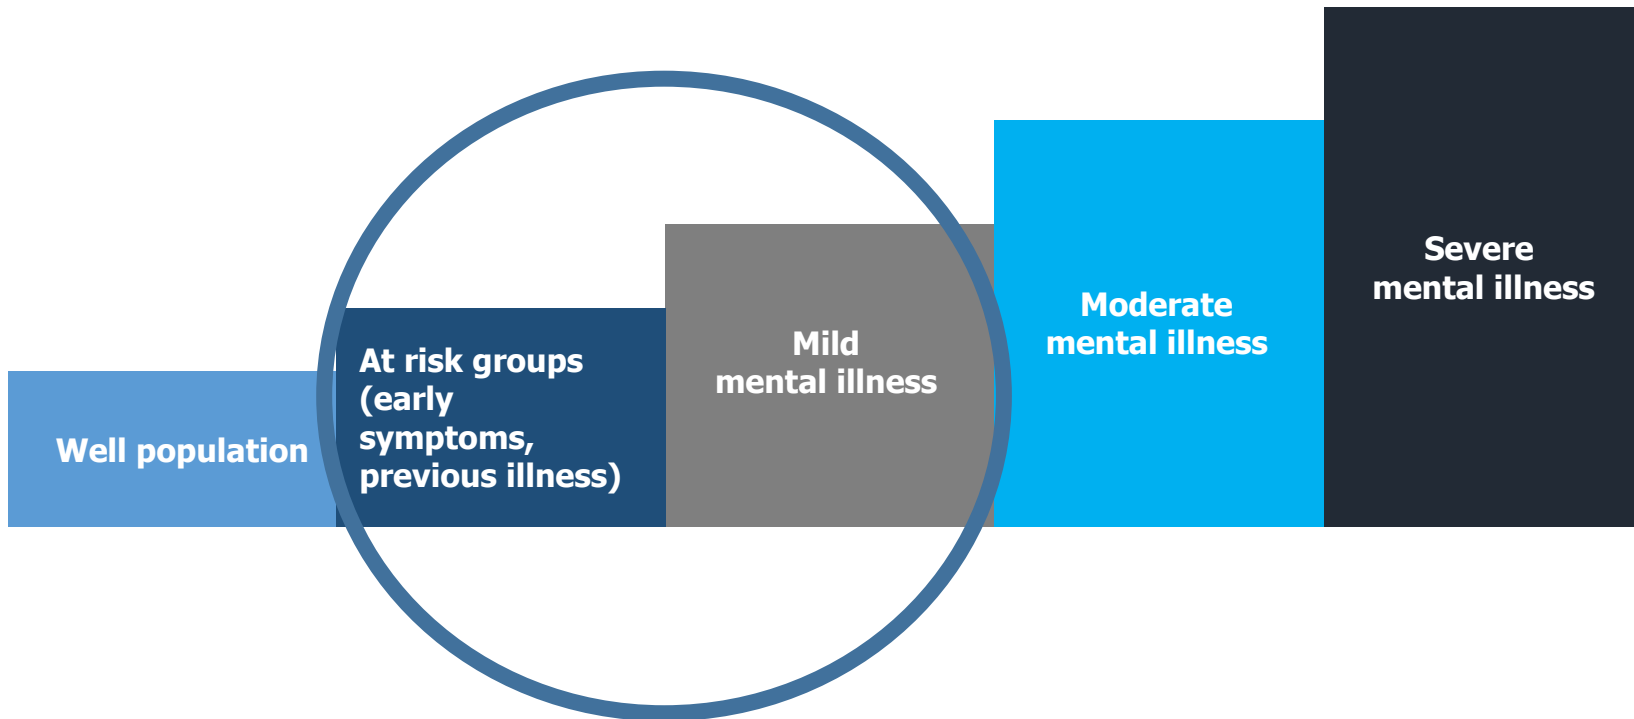 Well population
At risk groups
(early
symptoms,
previous illness)
Mild
mental illness
Moderate
mental illness
Severe
mental illness